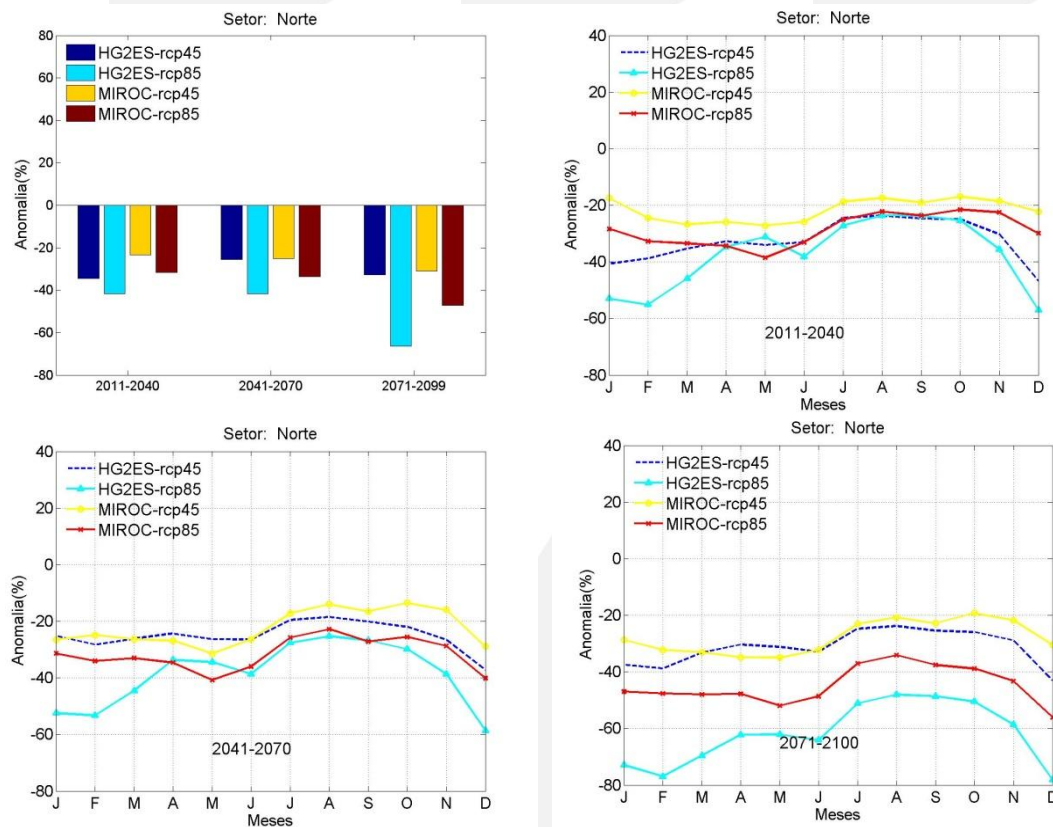 Setor: Norte
80
60
40
20
0
-20
-40
-60
-80
Anomalia(%)
HG2ES-rcp45
HG2ES-rcp85
MIROC-rcp45
MIROC-rcp85
2011-2040
2041-2070
2071-2099
Setor: Norte
40
20
0
-20
-40
-60
-80
Anomalia(%)
HG2ES-rcp45
HG2ES-rcp85
MIROC-rcp45
MIROC-rcp85
2011-2040
J F M A M J J A S O N D
Meses
Setor: Norte
40
20
0
-20
-40
-60
-80
Anomalia(%)
HG2ES-rcp45
HG2ES-rcp85
MIROC-rcp45
MIROC-rcp85
2041-2070
J F M A M J J A S O N D
Meses
Setor: Norte
40
20
0
-20
-40
-60
-80
Anomalia(%)
HG2ES-rcp45
HG2ES-rcp85
MIROC-rcp45
MIROC-rcp85
2071-2100
J F M A M J J A S O N D
Meses